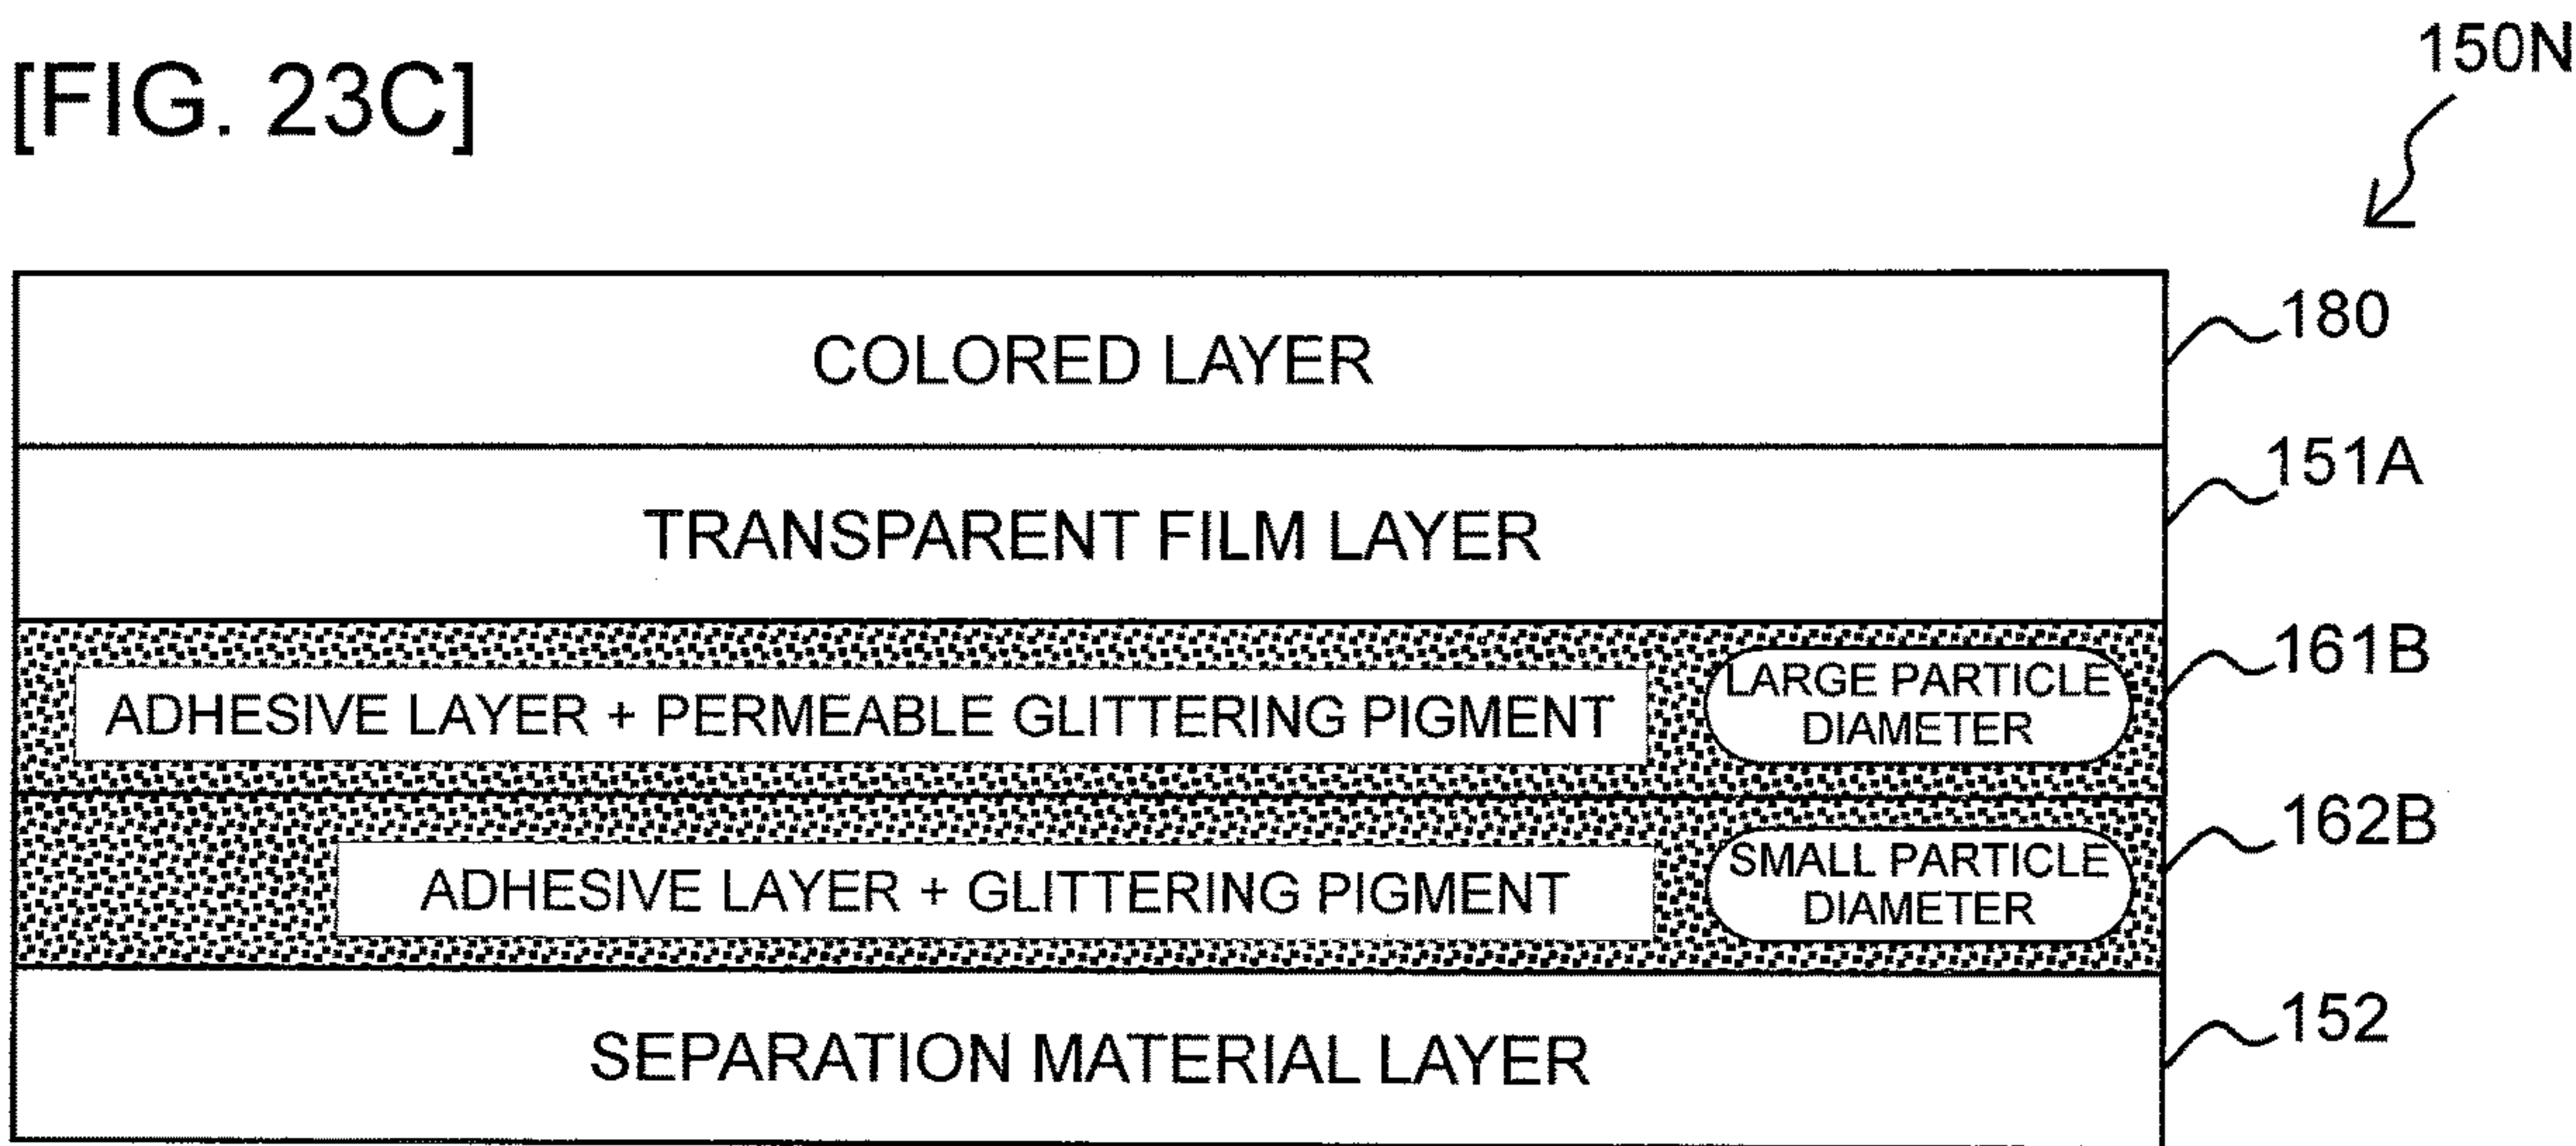 [FIG. 23C]
150N
COLORED LAYER
180
TRANSPARENT FILM LAYER
151A
ADHESIVE LAYER + PERMEABLE GLITTERING PIGMENT
LARGE PARTICLE
DIAMETER
161B
ADHESIVE LAYER + GLITTERING PIGMENT
SMALL PARTICLE
DIAMETER
162B
SEPARATION MATERIAL LAYER
152